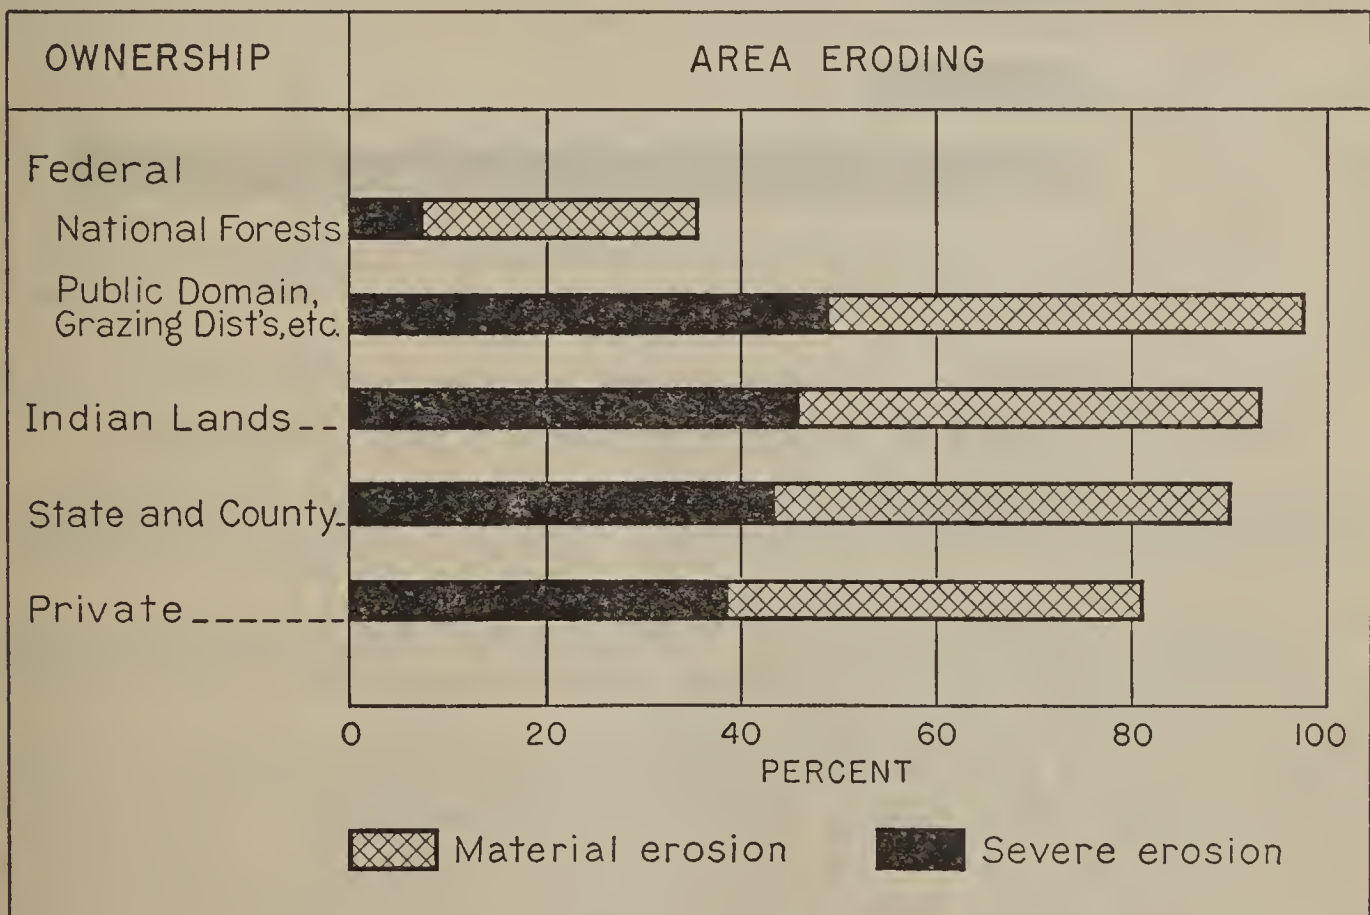 OWNERSHIP
AREA ERODING
Federal
National Forests
Public Domain,
Grazing Dist's, etc.
Indian Lands
State and County
Private
0 20 40 60 80 100
PERCENT
Material erosion
Severe erosion